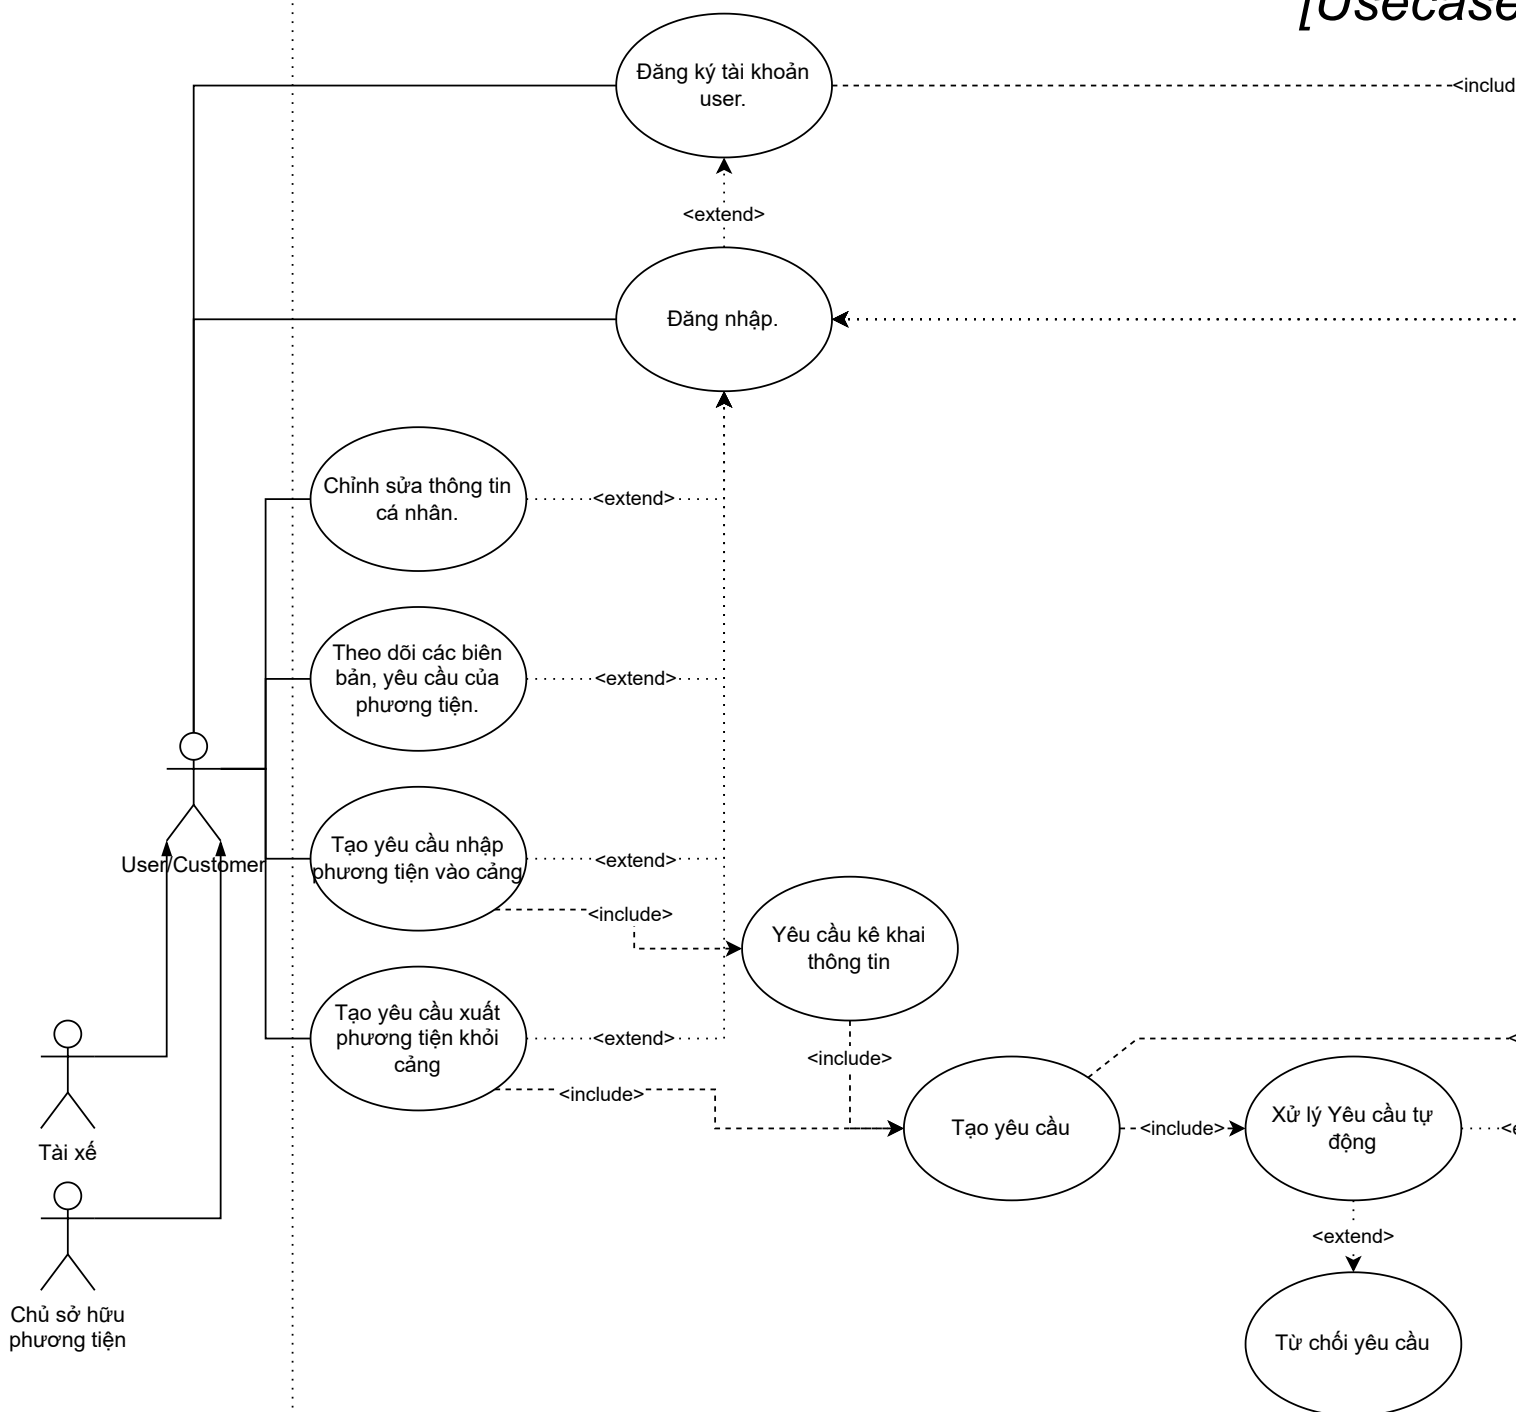 [Usecase
Đăng ký tài khoản
user.
<includ
<extend>
Đăng nhập.
Chỉnh sửa thông tin
cá nhân.
<extend>
Theo dõi các biên
bản, yêu cầu của
phương tiện.
<extend>
User/Customer
Tạo yêu cầu nhập
phương tiện vào cảng
<extend>
<include>
Yêu cầu kê khai
thông tin
Tạo yêu cầu xuất
phương tiện khỏi
cảng
<extend>
<include>
<include>
<
Tạo yêu cầu
<include>
Xử lý Yêu cầu tự
động
<e
Tài xế
<extend>
Chủ sở hữu
phương tiện
Từ chối yêu cầu